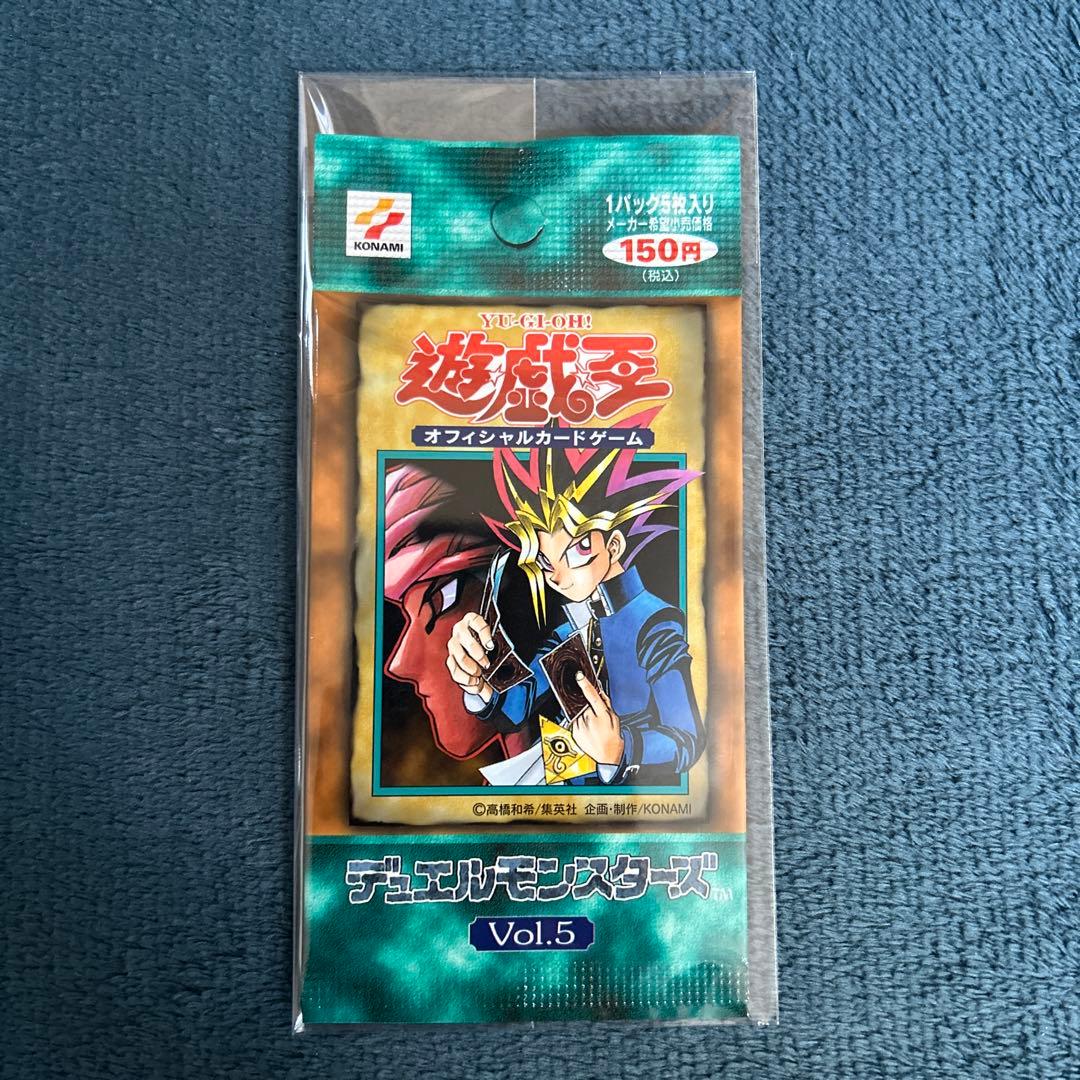 KONAMI
1パック5枚入り
メーカー希望小売価格
150円
(税込)
YU-GI-OH!
遊戯王
オフィシャルカードゲーム
©高橋和希/集英社 企画・制作/KONAMI
デュエルモンスターズ™
Vol.5